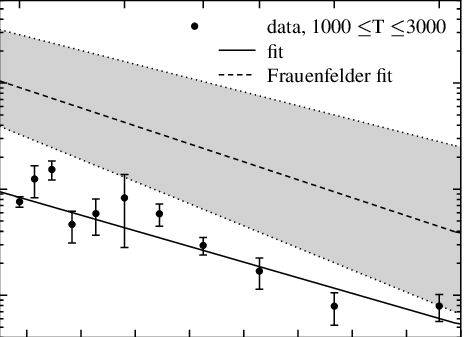 data, 1000 ≤T ≤3000
fit
Frauenfelder fit